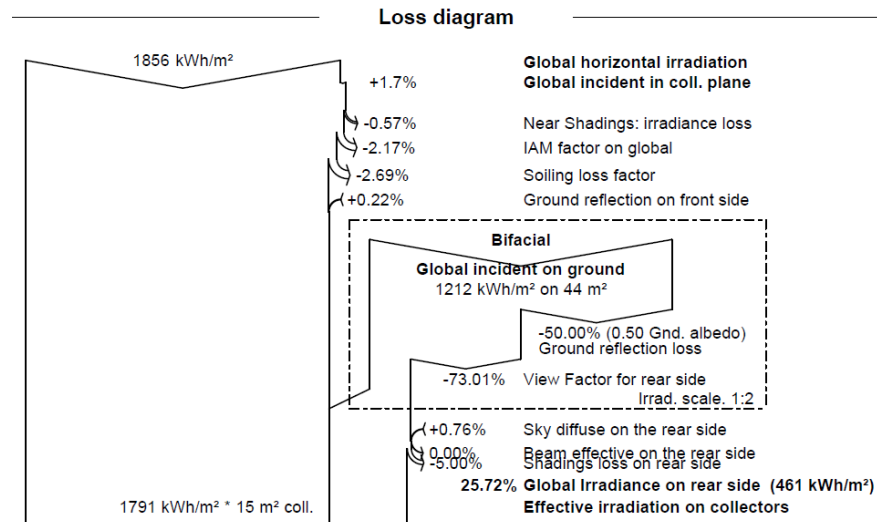 Loss diagram
1856 kWh/m² Global horizontal irradiation
+1.7% Global incident in coll. plane
-0.57% Near Shadings: irradiance loss
-2.17% IAM factor on global
-2.69% Soiling loss factor
+0.22% Ground reflection on front side
Bifacial
Global incident on ground
1212 kWh/m² on 44 m²
-50.00% (0.50 Gnd. albedo)
Ground reflection loss
-73.01% View Factor for rear side
Irrad. scale. 1:2
+0.76% Sky diffuse on the rear side
0.00% Beam effective on the rear side
-5.00% Shadings loss on rear side
25.72% Global Irradiance on rear side (461 kWh/m²)
1791 kWh/m² * 15 m² coll. Effective irradiation on collectors